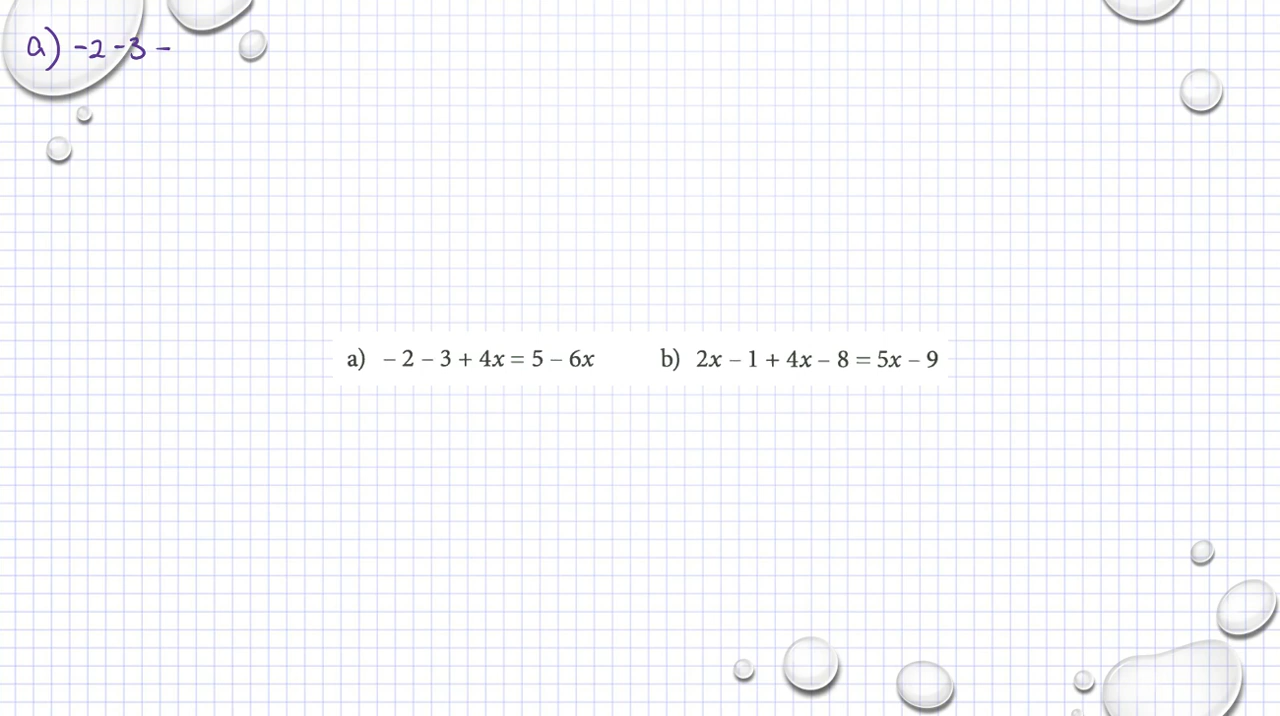 a) -2 -3 -
a) – 2 – 3 + 4x = 5 – 6x b) 2x – 1 + 4x – 8 = 5x – 9